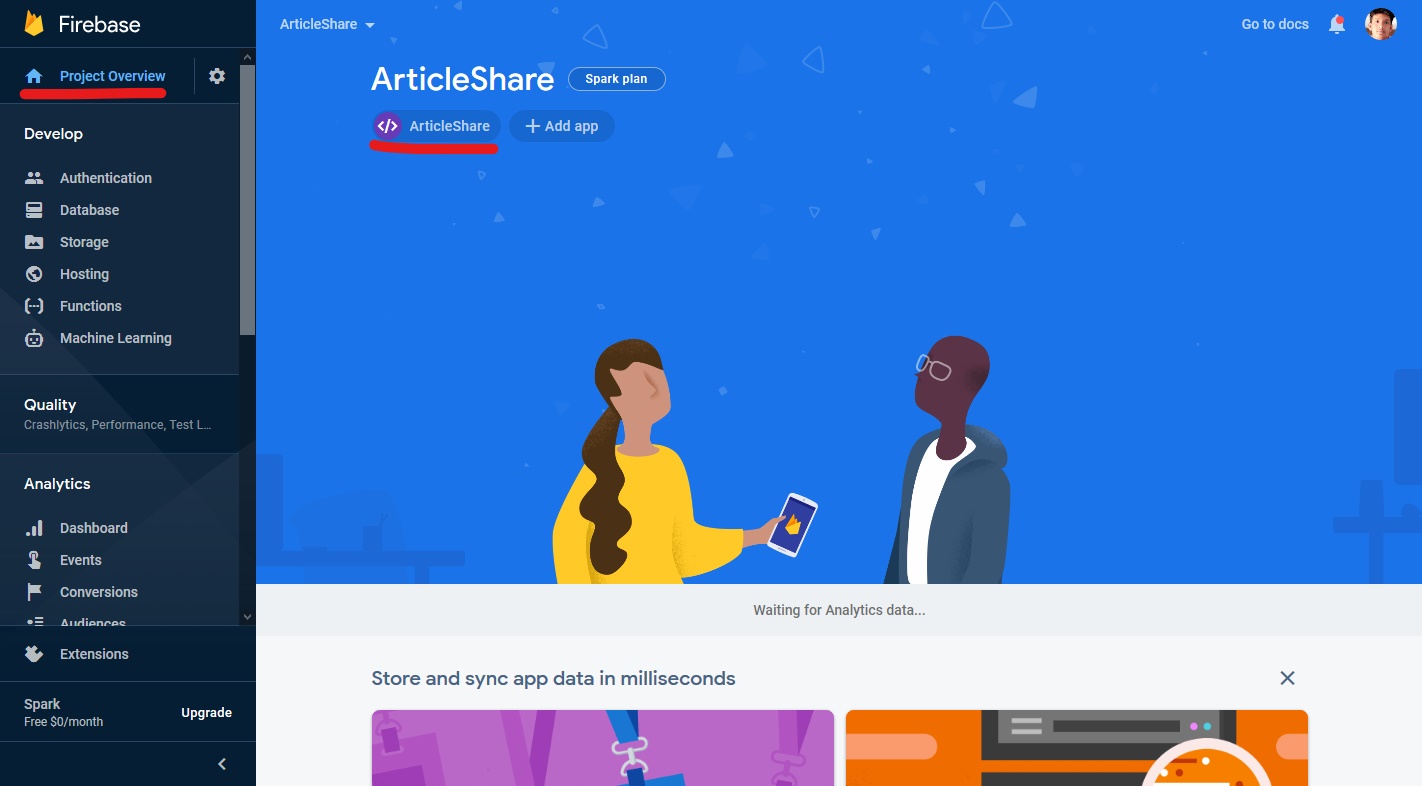 Firebase
ArticleShare
Go to docs
Project Overview
ArticleShare
Spark plan
</> ArticleShare
+ Add app
Develop
Authentication
Database
Storage
Hosting
Functions
Machine Learning
Quality
Crashlytics, Performance, Test L...
Analytics
Dashboard
Events
Conversions
Audiences
Extensions
Spark
Free $0/month
Upgrade
Waiting for Analytics data...
Store and sync app data in milliseconds